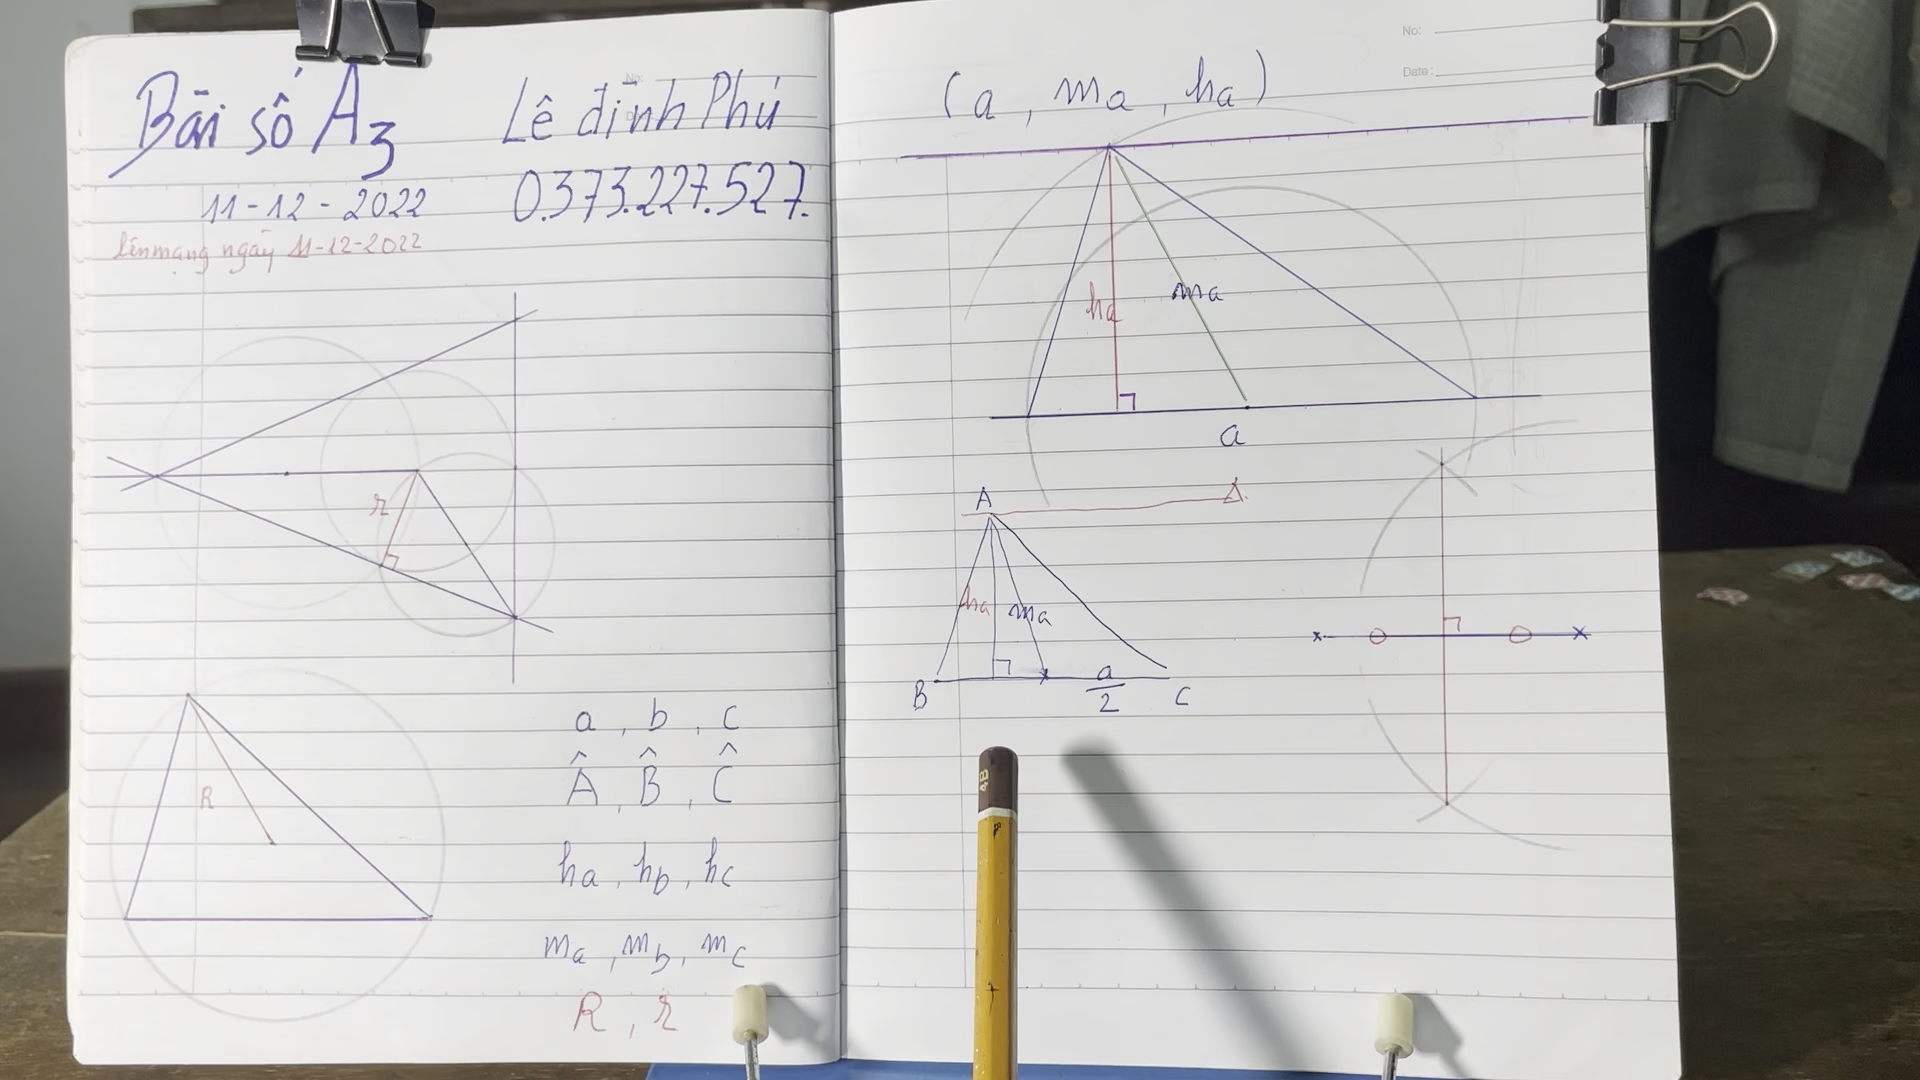 Bài số A3
Lê đình Phú
11-12-2022
0.373.227.527.
lên mạng ngày 11-12-2022
r
R
a, b, c
Â, B̂, Ĉ
ha, hb, hc
ma, mb, mc
R, r
No:
Date:
(a, ma, ha)
ha
ma
a
A
Δ.
ha
ma
B
a/2
C
4B